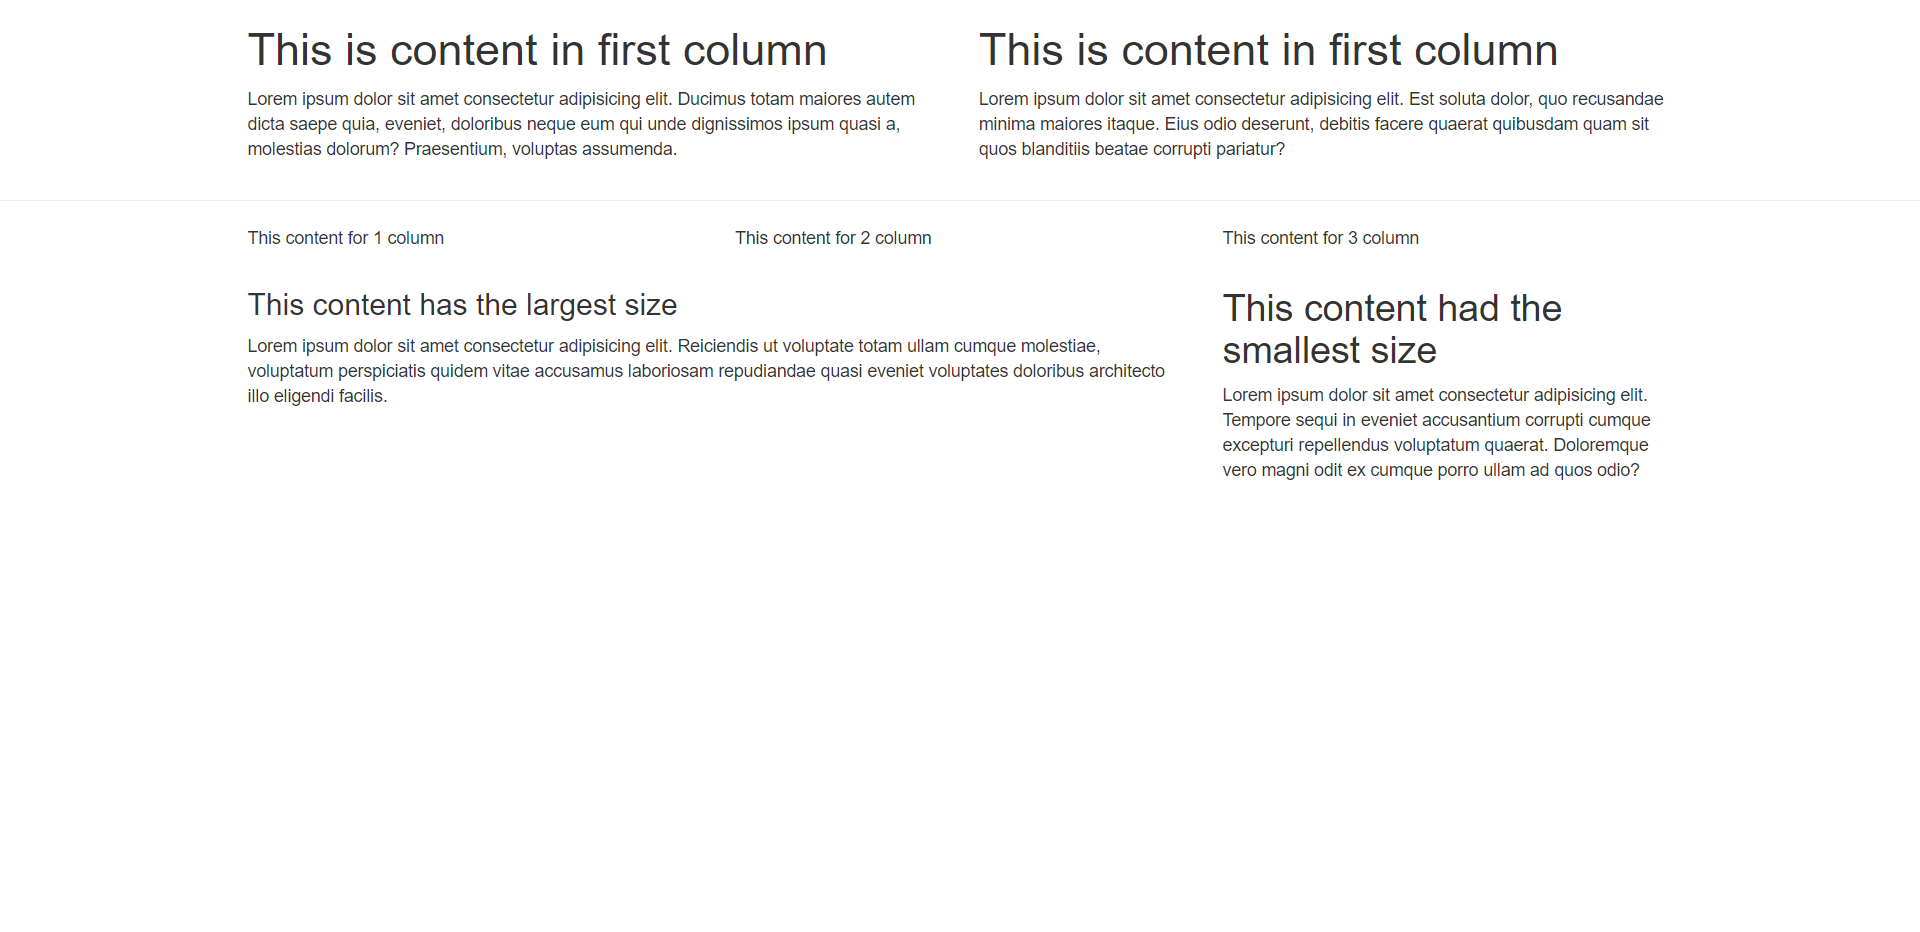 This is content in first column
Lorem ipsum dolor sit amet consectetur adipisicing elit. Ducimus totam maiores autem
dicta saepe quia, eveniet, doloribus neque eum qui unde dignissimos ipsum quasi a,
molestias dolorum? Praesentium, voluptas assumenda.
This is content in first column
Lorem ipsum dolor sit amet consectetur adipisicing elit. Est soluta dolor, quo recusandae
minima maiores itaque. Eius odio deserunt, debitis facere quaerat quibusdam quam sit
quos blanditiis beatae corrupti pariatur?
This content for 1 column
This content for 2 column
This content for 3 column
This content has the largest size
Lorem ipsum dolor sit amet consectetur adipisicing elit. Reiciendis ut voluptate totam ullam cumque molestiae,
voluptatum perspiciatis quidem vitae accusamus laboriosam repudiandae quasi eveniet voluptates doloribus architecto
illo eligendi facilis.
This content had the
smallest size
Lorem ipsum dolor sit amet consectetur adipisicing elit.
Tempore sequi in eveniet accusantium corrupti cumque
excepturi repellendus voluptatum quaerat. Doloremque
vero magni odit ex cumque porro ullam ad quos odio?